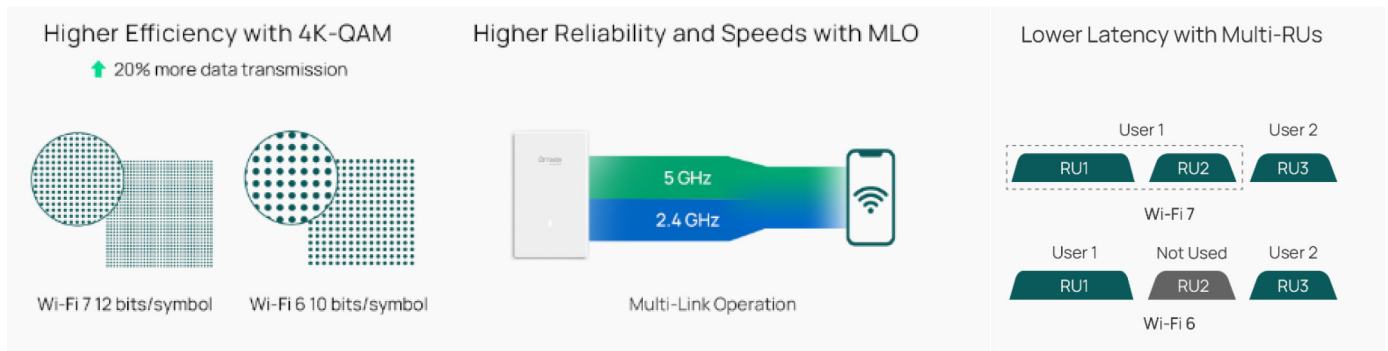 Higher Efficiency with 4K-QAM
20% more data transmission
Wi-Fi 7 12 bits/symbol
Wi-Fi 6 10 bits/symbol
Higher Reliability and Speeds with MLO
5 GHz
2.4 GHz
Multi-Link Operation
Lower Latency with Multi-RUs
User 1
User 2
RU1
RU2
RU3
Wi-Fi 7
User 1
Not Used
User 2
RU1
RU2
RU3
Wi-Fi 6